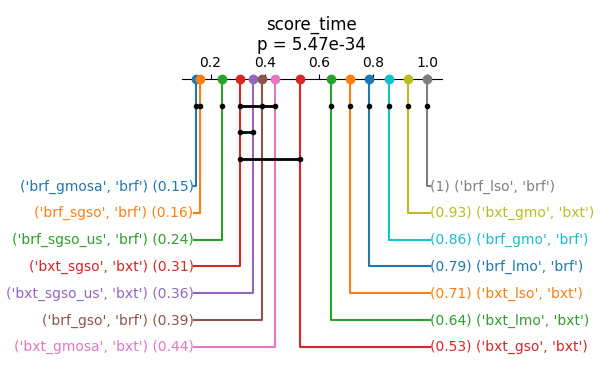 score_time
p = 5.47e-34
0.2 0.4 0.6 0.8 1.0
('brf_gmosa', 'brf') (0.15) (1) ('brf_lso', 'brf')
('brf_sgso', 'brf') (0.16) (0.93) ('bxt_gmo', 'bxt')
('brf_sgso_us', 'brf') (0.24) (0.86) ('brf_gmo', 'brf')
('bxt_sgso', 'bxt') (0.31) (0.79) ('brf_lmo', 'brf')
('bxt_sgso_us', 'bxt') (0.36) (0.71) ('bxt_lso', 'bxt')
('brf_gso', 'brf') (0.39) (0.64) ('bxt_lmo', 'bxt')
('bxt_gmosa', 'bxt') (0.44) (0.53) ('bxt_gso', 'bxt')